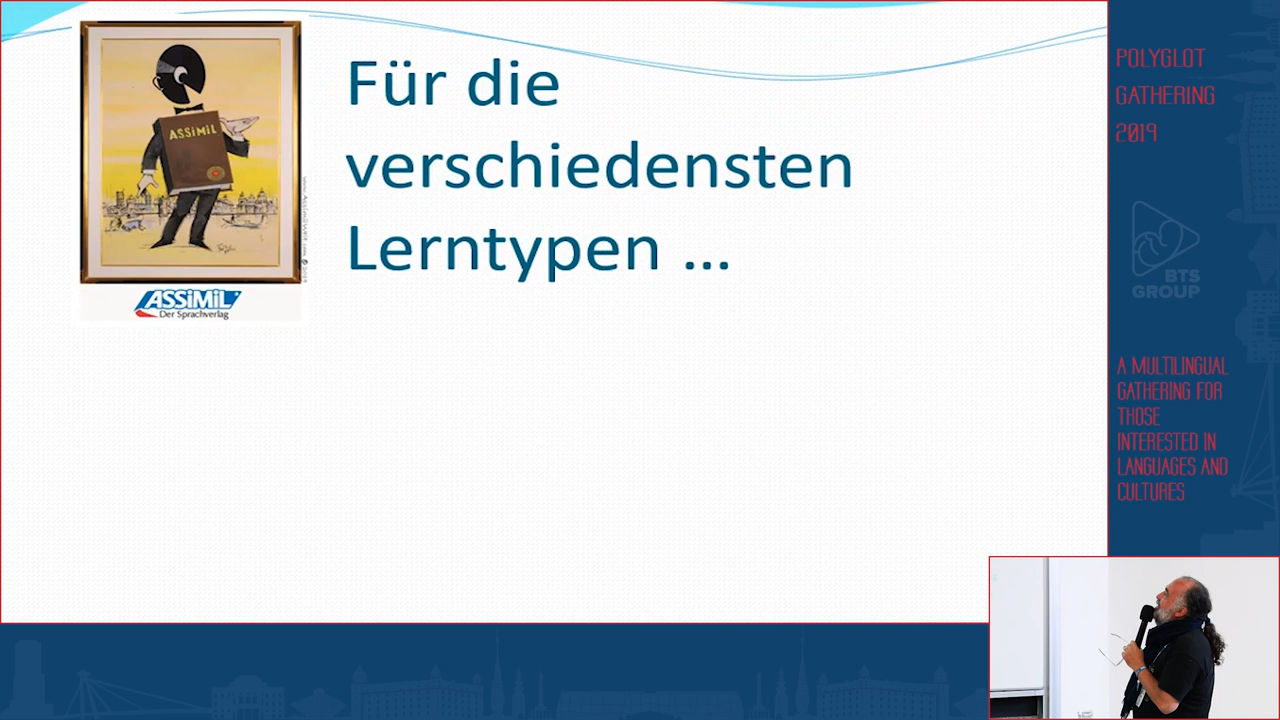 Für die
verschiedensten
Lerntypen ...
ASSiMiL
ASSiMiL
Der Sprachverlag
POLYGLOT
GATHERING
2019
BTS
GROUP
A MULTILINGUAL
GATHERING FOR
THOSE
INTERESTED IN
LANGUAGES AND
CULTURES